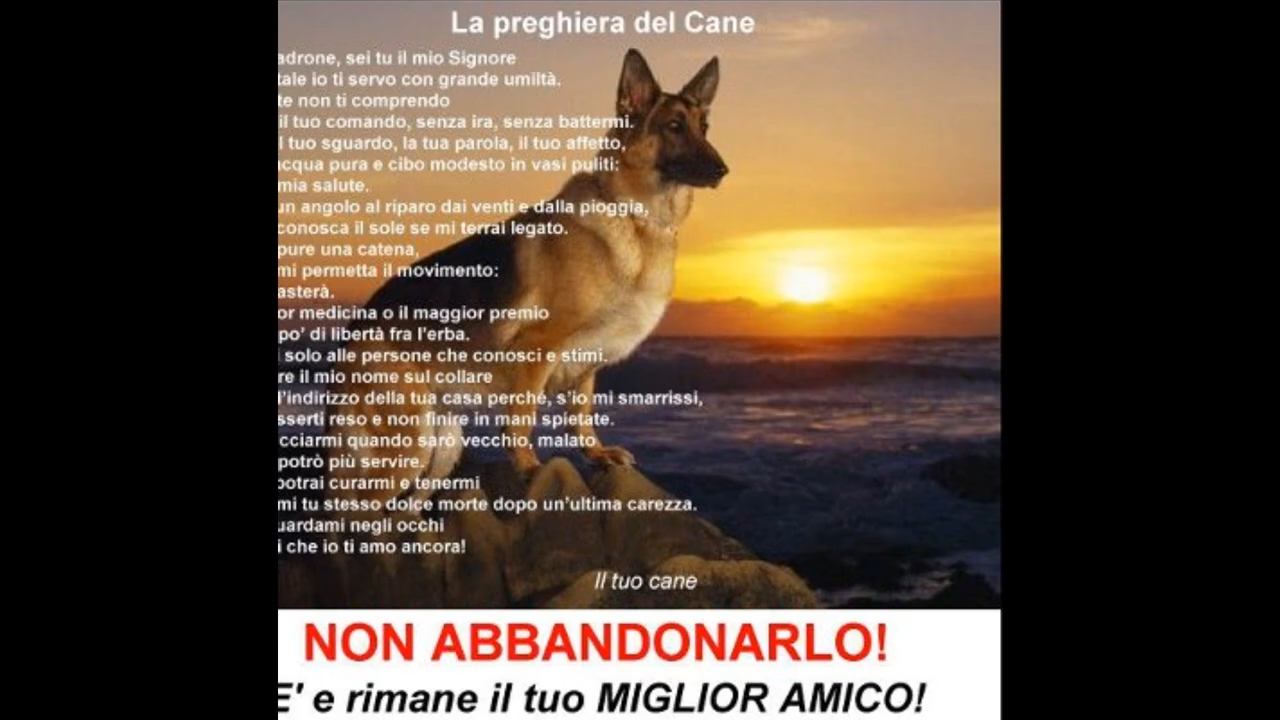 La preghiera del Cane
adrone, sei tu il mio Signore
tale io ti servo con grande umiltà.
te non ti comprendo
il tuo comando, senza ira, senza battermi.
l tuo sguardo, la tua parola, il tuo affetto,
acqua pura e cibo modesto in vasi puliti:
mia salute.
un angolo al riparo dai venti e dalla pioggia,
conosca il sole se mi terrai legato.
pure una catena,
mi permetta il movimento:
asterà.
or medicina o il maggior premio
po' di libertà fra l'erba.
i solo alle persone che conosci e stimi.
re il mio nome sul collare
l'indirizzo della tua casa perché, s'io mi smarrissi,
sserti reso e non finire in mani spietate.
cciarmi quando sarò vecchio, malato
potrò più servire.
potrai curarmi e tenermi
mi tu stesso dolce morte dopo un'ultima carezza.
uardami negli occhi
i che io ti amo ancora!
Il tuo cane
NON ABBANDONARLO!
E' e rimane il tuo MIGLIOR AMICO!